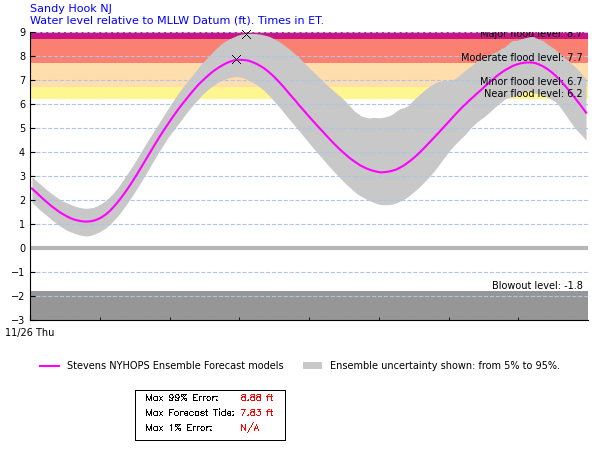 Sandy Hook NJ
Water level relative to MLLW Datum (ft). Times in ET.
9
Major flood level: 8.7
8
Moderate flood level: 7.7
7
Minor flood level: 6.7
Near flood level: 6.2
6
5
4
3
2
1
0
−1
Blowout level: -1.8
−2
−3
11/26 Thu
Stevens NYHOPS Ensemble Forecast models
Ensemble uncertainty shown: from 5% to 95%.
Max 99% Error: 8.88 ft
Max Forecast Tide: 7.83 ft
Max 1% Error: N/A